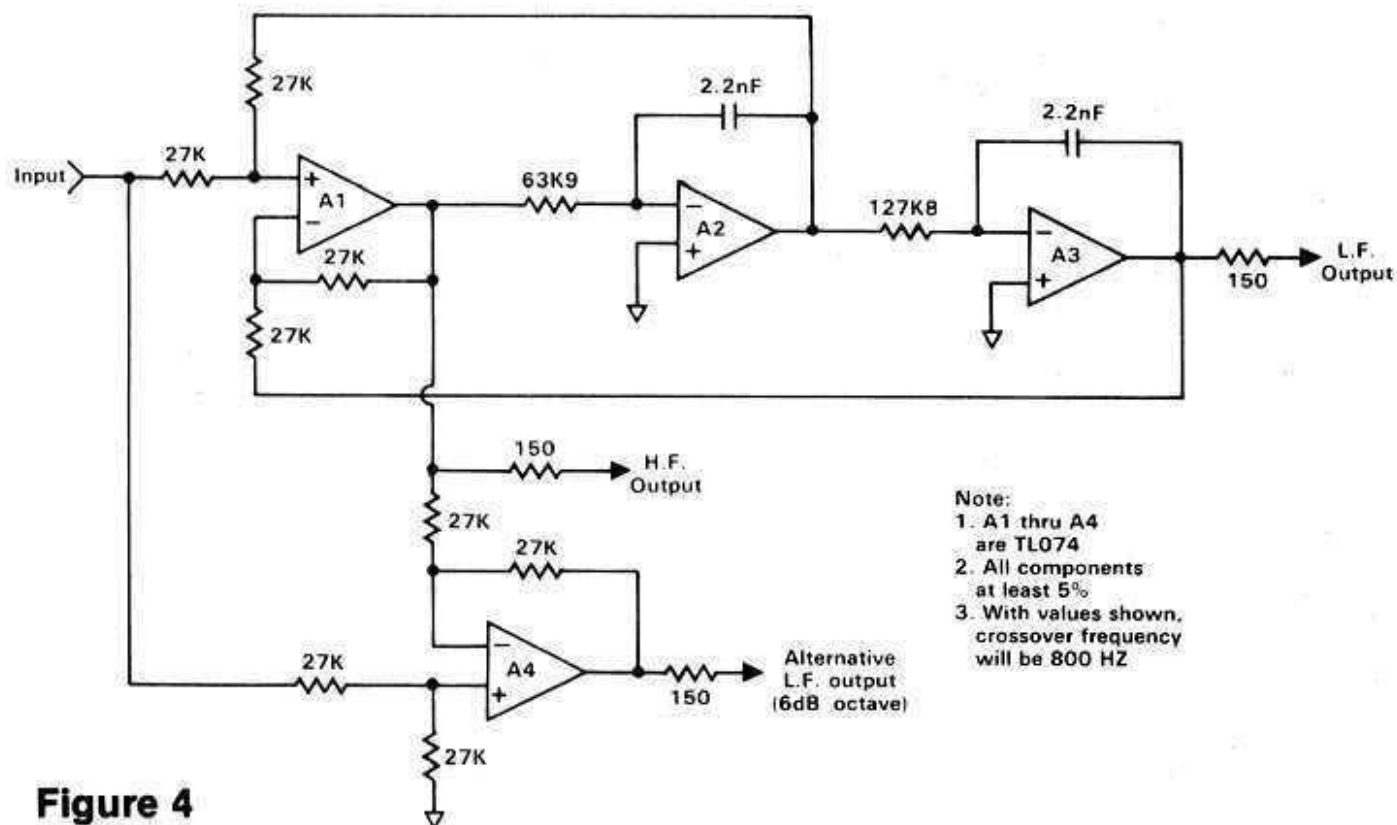 27K
2.2nF
2.2nF
Input
27K
+
A1
−
63K9
−
A2
+
127K8
−
A3
+
150
L.F.
Output
27K
27K
150
H.F.
Output
27K
27K
27K
−
A4
+
150
Alternative
L.F. output
(6dB octave)
27K
Note:
1. A1 thru A4
are TL074
2. All components
at least 5%
3. With values shown,
crossover frequency
will be 800 HZ
Figure 4